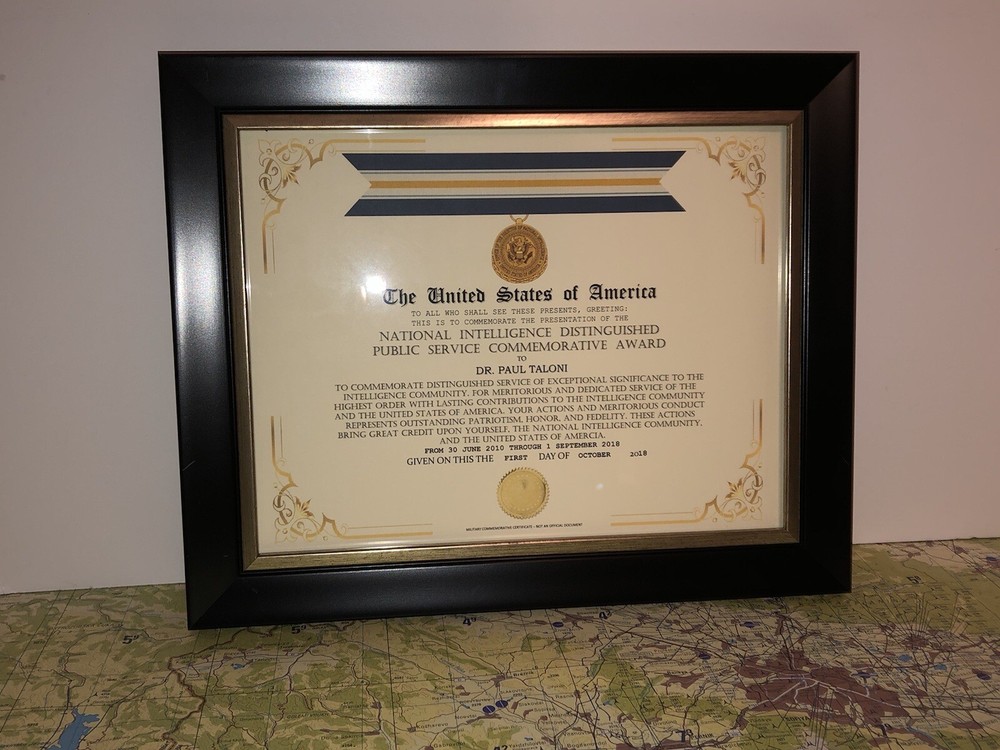 The United States of America
TO ALL WHO SHALL SEE THESE PRESENTS, GREETING:
THIS IS TO COMMEMORATE THE PRESENTATION OF THE
NATIONAL INTELLIGENCE DISTINGUISHED
PUBLIC SERVICE COMMEMORATIVE AWARD
TO
DR. PAUL TALONI
TO COMMEMORATE DISTINGUISHED SERVICE OF EXCEPTIONAL SIGNIFICANCE TO THE
INTELLIGENCE COMMUNITY. FOR MERITORIOUS AND DEDICATED SERVICE OF THE
HIGHEST ORDER WITH LASTING CONTRIBUTIONS TO THE INTELLIGENCE COMMUNITY
AND THE UNITED STATES OF AMERICA. YOUR ACTIONS AND MERITORIOUS CONDUCT
REPRESENTS OUTSTANDING PATRIOTISM, HONOR, AND FEDELITY. THESE ACTIONS
BRING GREAT CREDIT UPON YOURSELF, THE NATIONAL INTELLIGENCE COMMUNITY,
AND THE UNITED STATES OF AMERCIA.
FROM 30 JUNE 2010 THROUGH 1 SEPTEMBER 2018
GIVEN ON THIS THE FIRST DAY OF OCTOBER 2018
MILITARY COMMEMORATIVE CERTIFICATE - NOT AN OFFICIAL DOCUMENT